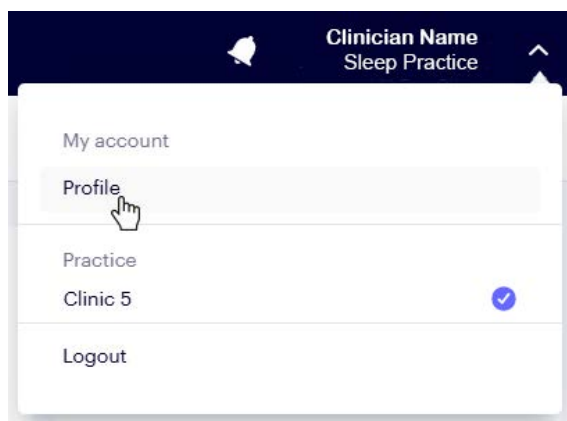 Clinician Name
Sleep Practice
My account
Profile
Practice
Clinic 5
Logout